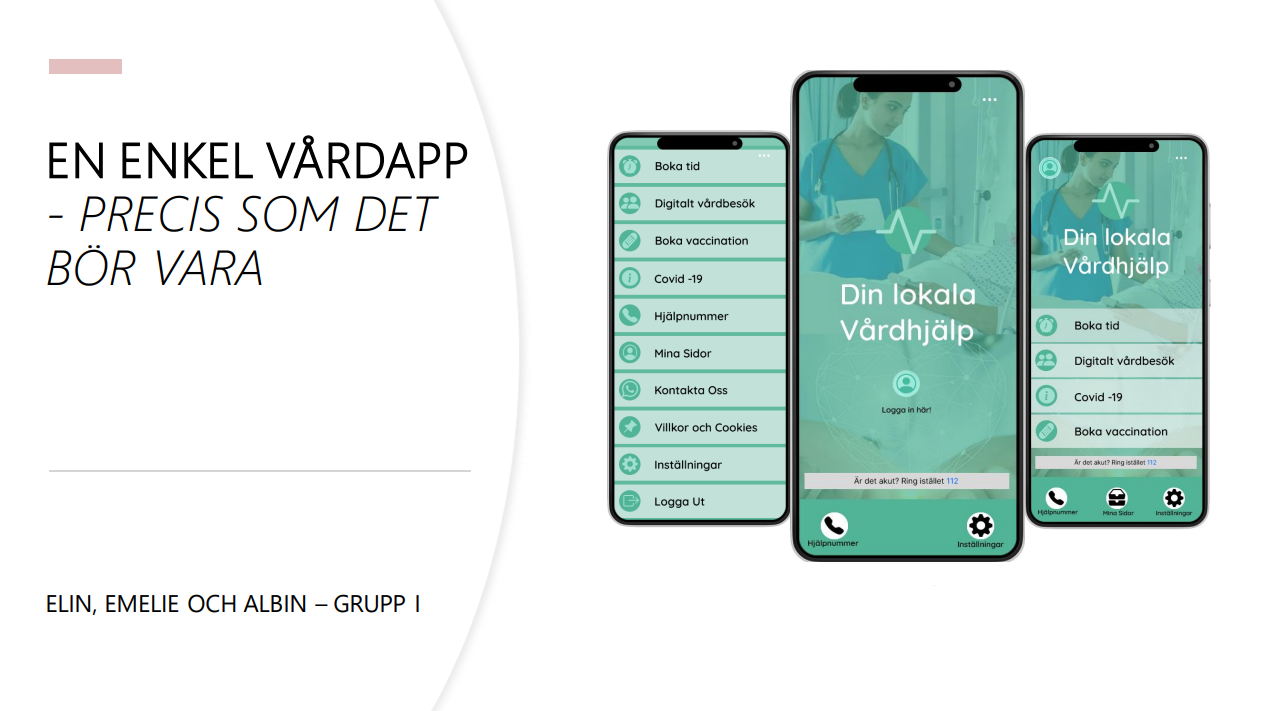 EN ENKEL VÅRDAPP
- PRECIS SOM DET
BÖR VARA
ELIN, EMELIE OCH ALBIN – GRUPP I
Boka tid
Digitalt vårdbesök
Boka vaccination
Covid -19
Hjälpnummer
Mina Sidor
Kontakta Oss
Villkor och Cookies
Inställningar
Logga Ut
Din lokala
Vårdhjälp
Logga in här!
Är det akut? Ring istället 112
Hjälpnummer
Inställningar
Din lokala
Vårdhjälp
Boka tid
Digitalt vårdbesök
Covid -19
Boka vaccination
Är det akut? Ring istället 112
Hjälpnummer
Mina Sidor
Inställningar